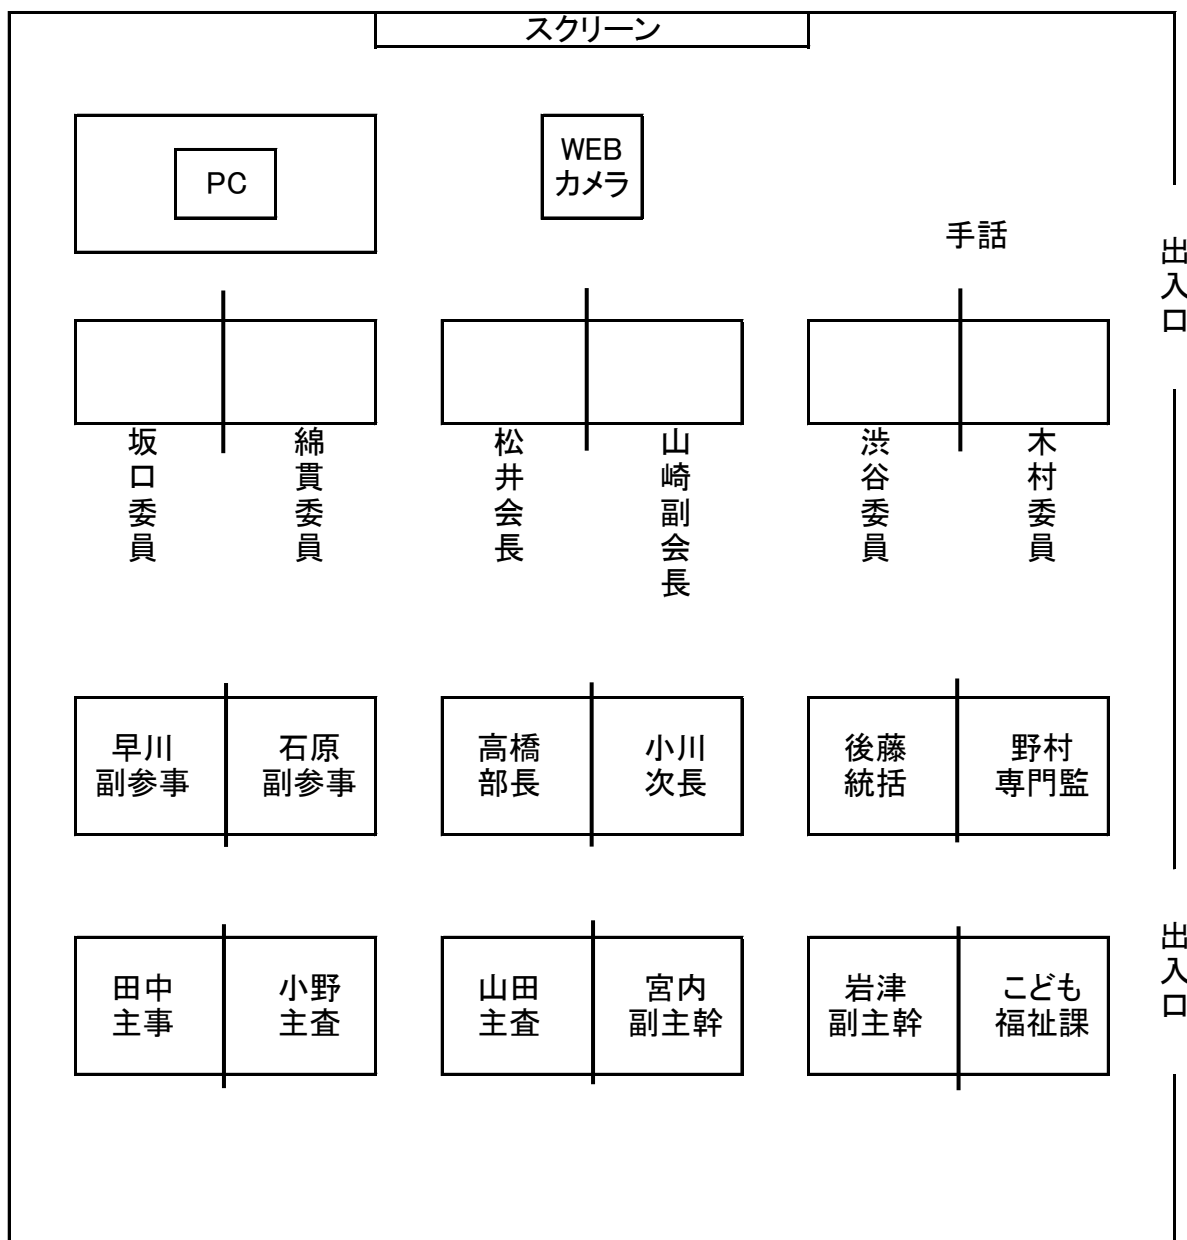 スクリーン
PC
WEB
カメラ
手話
出入口
坂口委員
綿貫委員
松井会長
山崎副会長
渋谷委員
木村委員
早川
副参事
石原
副参事
高橋
部長
小川
次長
後藤
統括
野村
専門監
田中
主事
小野
主査
山田
主査
宮内
副主幹
岩津
副主幹
こども
福祉課
出入口